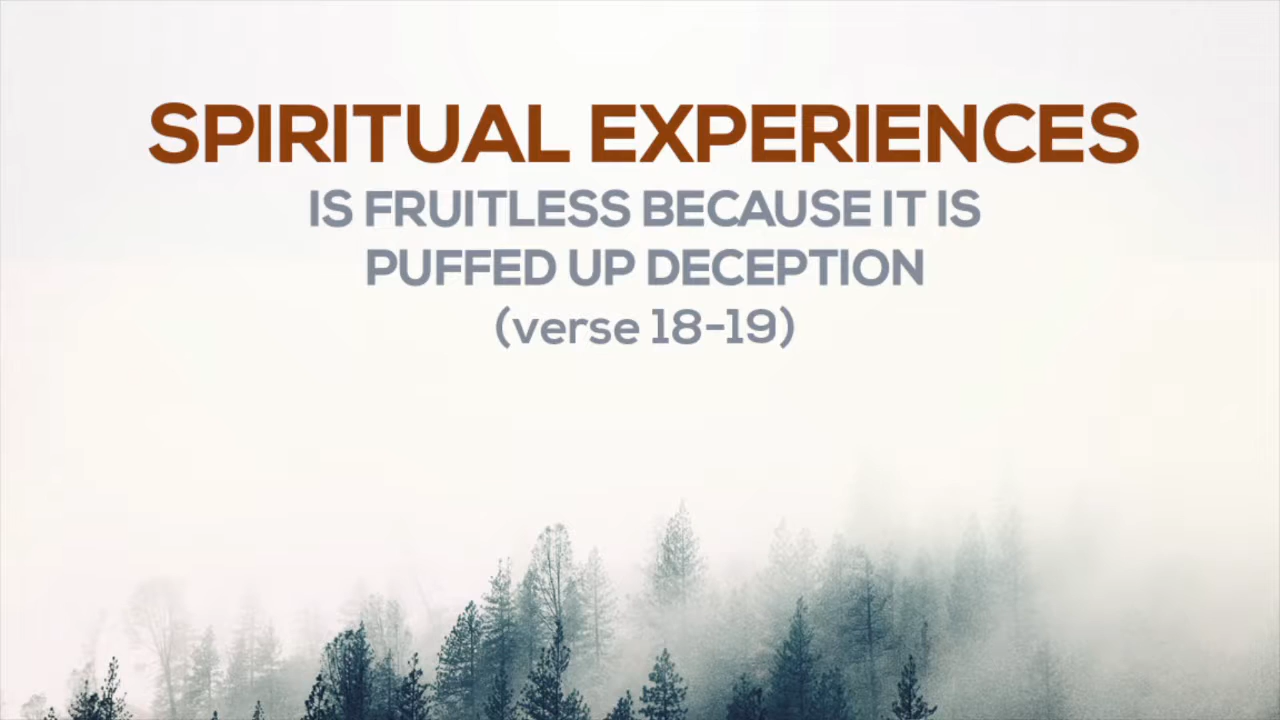 SPIRITUAL EXPERIENCES
IS FRUITLESS BECAUSE IT IS
PUFFED UP DECEPTION
(verse 18-19)